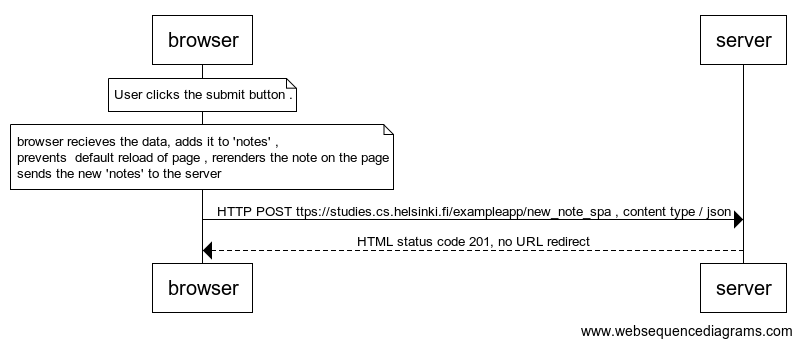 browser
server
User clicks the submit button .
browser recieves the data, adds it to 'notes' ,
prevents  default reload of page , rerenders the note on the page
sends the new 'notes' to the server
HTTP POST ttps://studies.cs.helsinki.fi/exampleapp/new_note_spa , content type / json
HTML status code 201, no URL redirect
browser
server
www.websequencediagrams.com